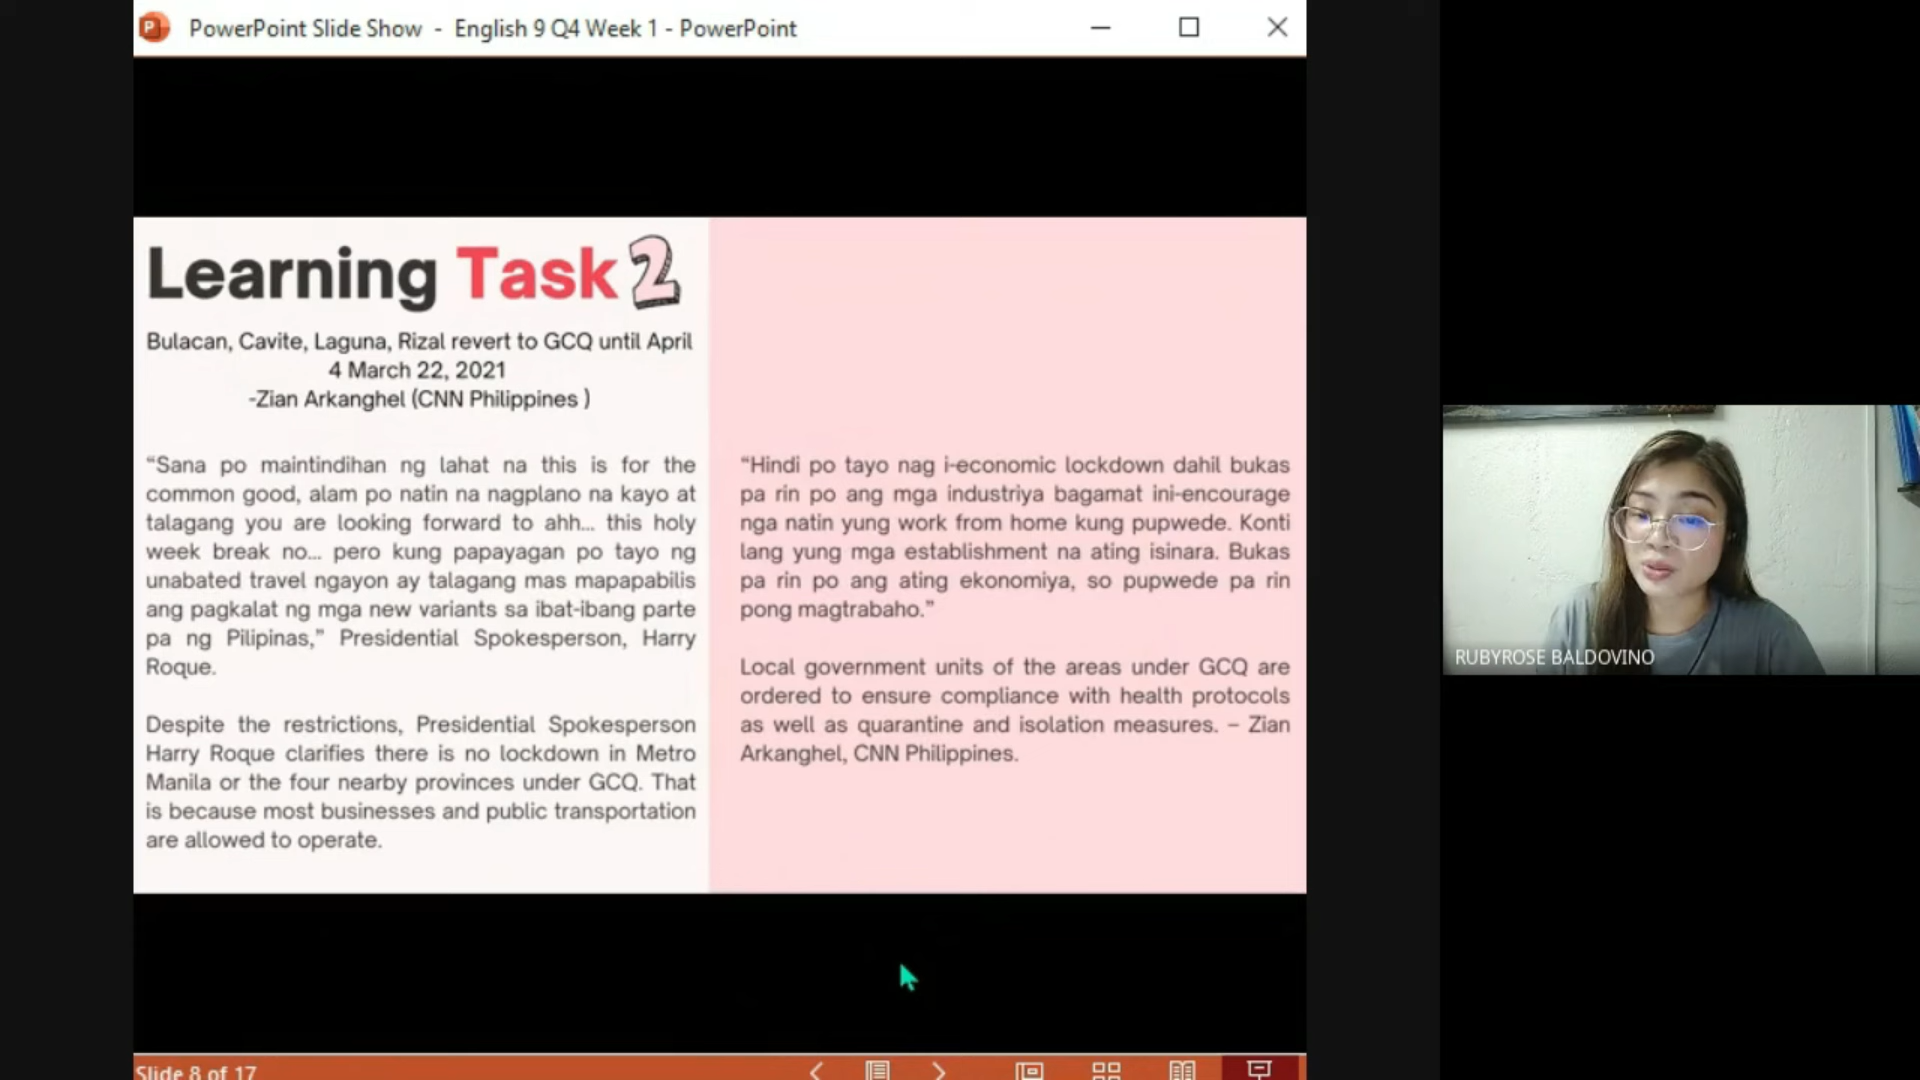 PowerPoint Slide Show - English 9 Q4 Week 1 - PowerPoint
Learning Task 2
Bulacan, Cavite, Laguna, Rizal revert to GCQ until April
4 March 22, 2021
-Zian Arkanghel (CNN Philippines )
“Sana po maintindihan ng lahat na this is for the
common good, alam po natin na nagplano na kayo at
talagang you are looking forward to ahh... this holy
week break no... pero kung papayagan po tayo ng
unabated travel ngayon ay talagang mas mapapabilis
ang pagkalat ng mga new variants sa ibat-ibang parte
pa ng Pilipinas,” Presidential Spokesperson, Harry
Roque.
Despite the restrictions, Presidential Spokesperson
Harry Roque clarifies there is no lockdown in Metro
Manila or the four nearby provinces under GCQ. That
is because most businesses and public transportation
are allowed to operate.
“Hindi po tayo nag i-economic lockdown dahil bukas
pa rin po ang mga industriya bagamat ini-encourage
nga natin yung work from home kung pupwede. Konti
lang yung mga establishment na ating isinara. Bukas
pa rin po ang ating ekonomiya, so pupwede pa rin
pong magtrabaho.”
Local government units of the areas under GCQ are
ordered to ensure compliance with health protocols
as well as quarantine and isolation measures. – Zian
Arkanghel, CNN Philippines.
RUBYROSE BALDOVINO
Slide 8 of 17